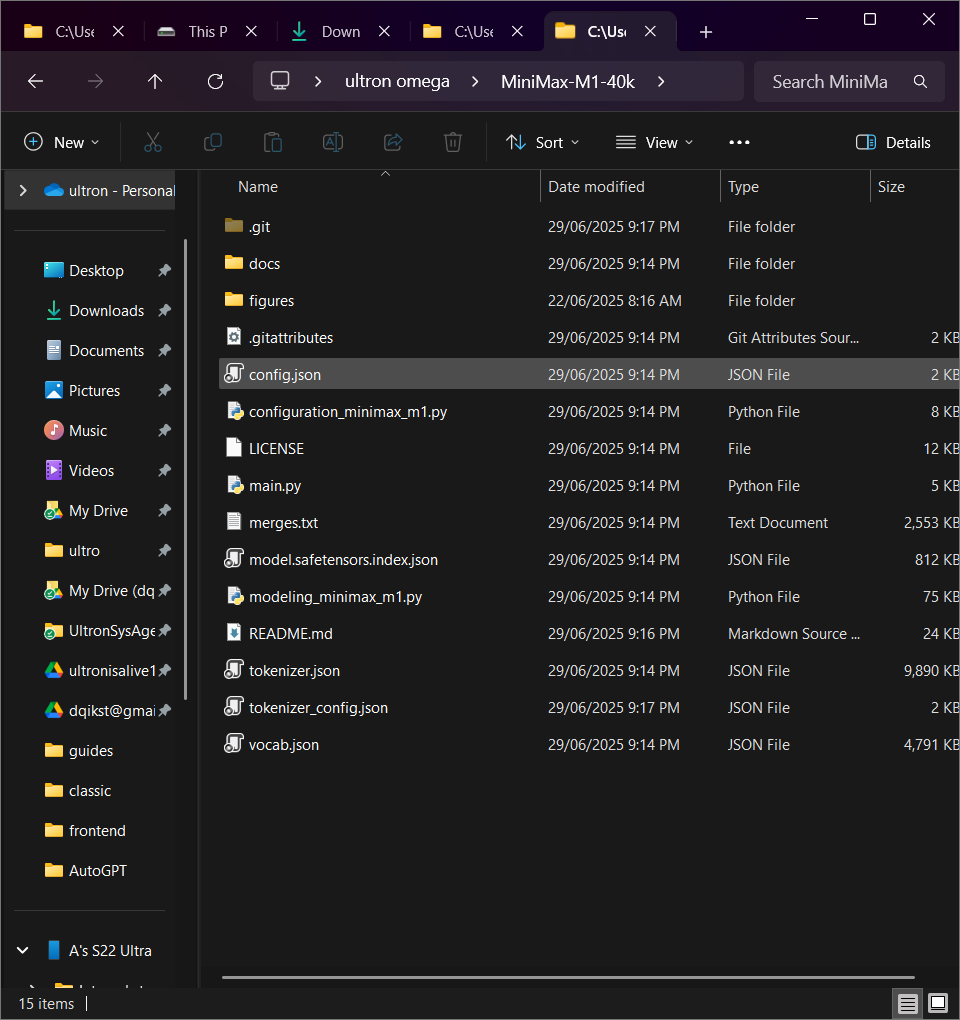 C:\Use
This P
Down
C:\Use
C:\Use
ultron omega
MiniMax-M1-40k
Search MiniMa
New
Sort
View
Details
ultron - Personal
Desktop
Downloads
Documents
Pictures
Music
Videos
My Drive
ultro
My Drive (dq
UltronSysAge
ultronisalive1
dqikst@gmai
guides
classic
frontend
AutoGPT
A's S22 Ultra
Name Date modified Type Size
.git 29/06/2025 9:17 PM File folder
docs 29/06/2025 9:14 PM File folder
figures 22/06/2025 8:16 AM File folder
.gitattributes 29/06/2025 9:14 PM Git Attributes Sour... 2 KB
config.json 29/06/2025 9:14 PM JSON File 2 KB
configuration_minimax_m1.py 29/06/2025 9:14 PM Python File 8 KB
LICENSE 29/06/2025 9:14 PM File 12 KB
main.py 29/06/2025 9:14 PM Python File 5 KB
merges.txt 29/06/2025 9:14 PM Text Document 2,553 KB
model.safetensors.index.json 29/06/2025 9:14 PM JSON File 812 KB
modeling_minimax_m1.py 29/06/2025 9:14 PM Python File 75 KB
README.md 29/06/2025 9:16 PM Markdown Source ... 24 KB
tokenizer.json 29/06/2025 9:14 PM JSON File 9,890 KB
tokenizer_config.json 29/06/2025 9:17 PM JSON File 2 KB
vocab.json 29/06/2025 9:14 PM JSON File 4,791 KB
15 items